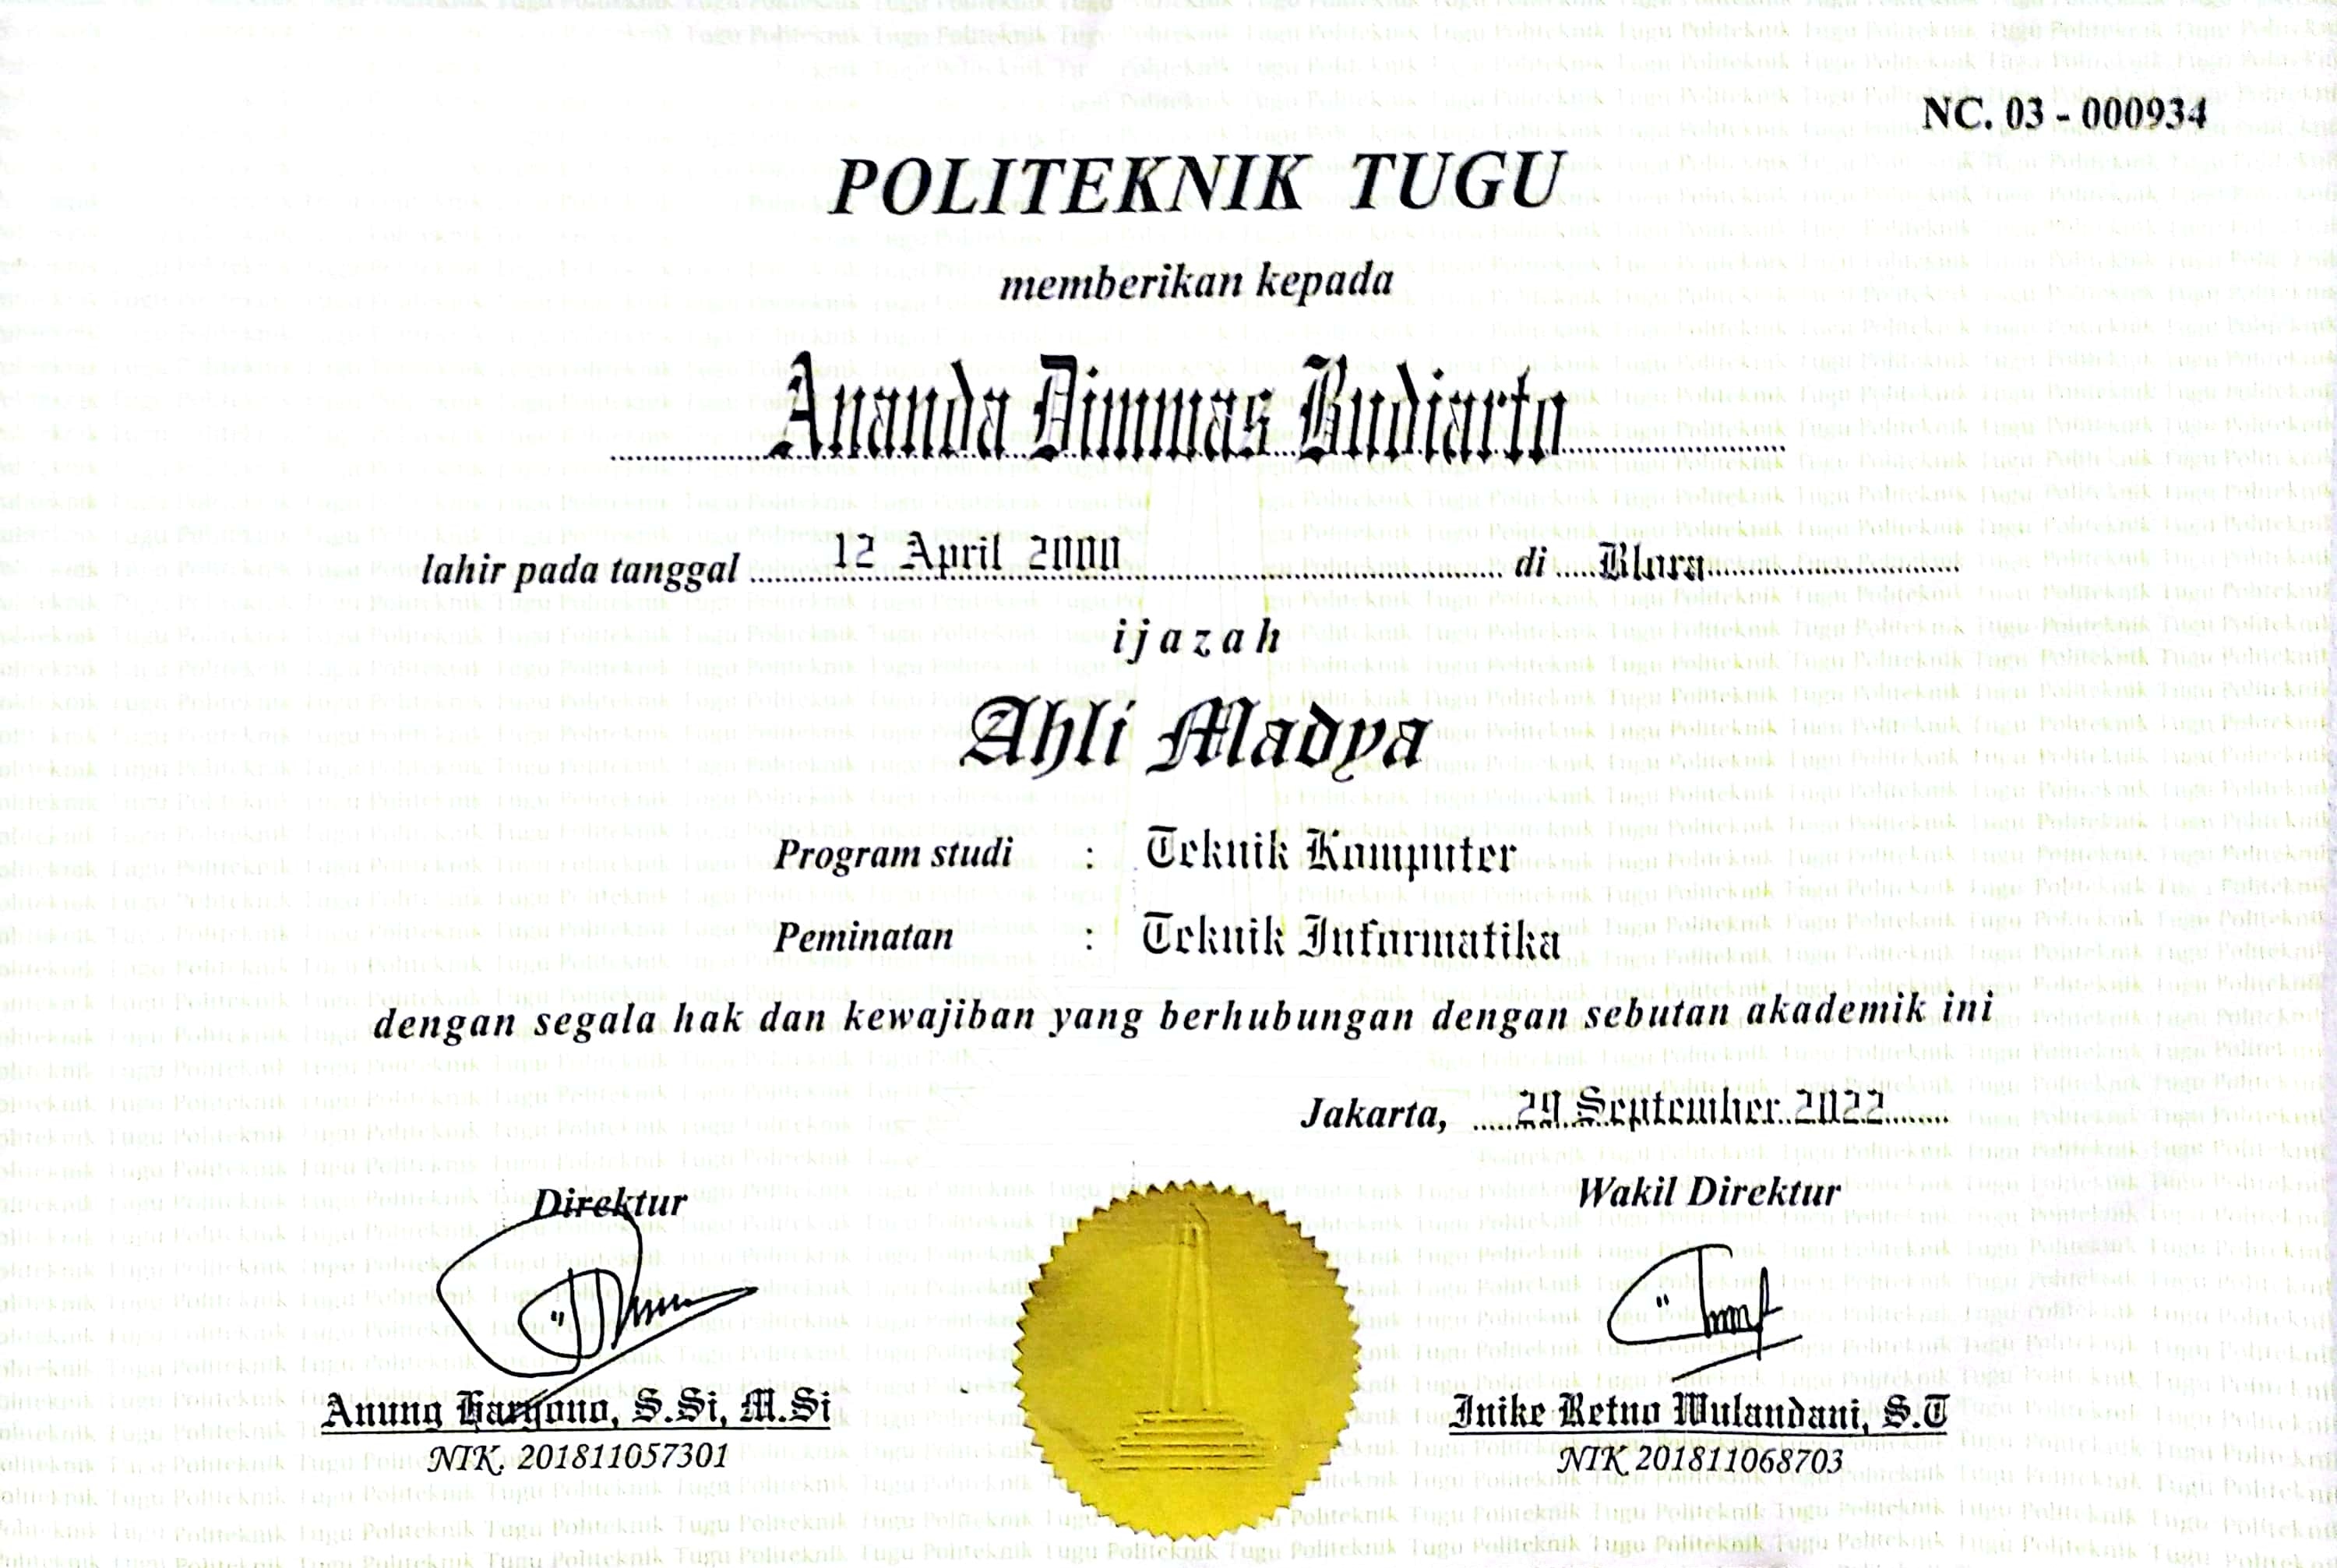 NC. 03 - 000934
POLITEKNIK TUGU
memberikan kepada
Ananda Dimmas Budiarto
lahir pada tanggal 12 April 2000 di Blora
ijazah
Ahli Madya
Program studi : Teknik Komputer
Peminatan : Teknik Informatika
dengan segala hak dan kewajiban yang berhubungan dengan sebutan akademik ini
Jakarta, 29 September 2022
Direktur
Wakil Direktur
Anung Haryono, S.Si, M.Si
Inike Retno Wulandani, S.T
NIK. 201811057301
NIK. 201811068703